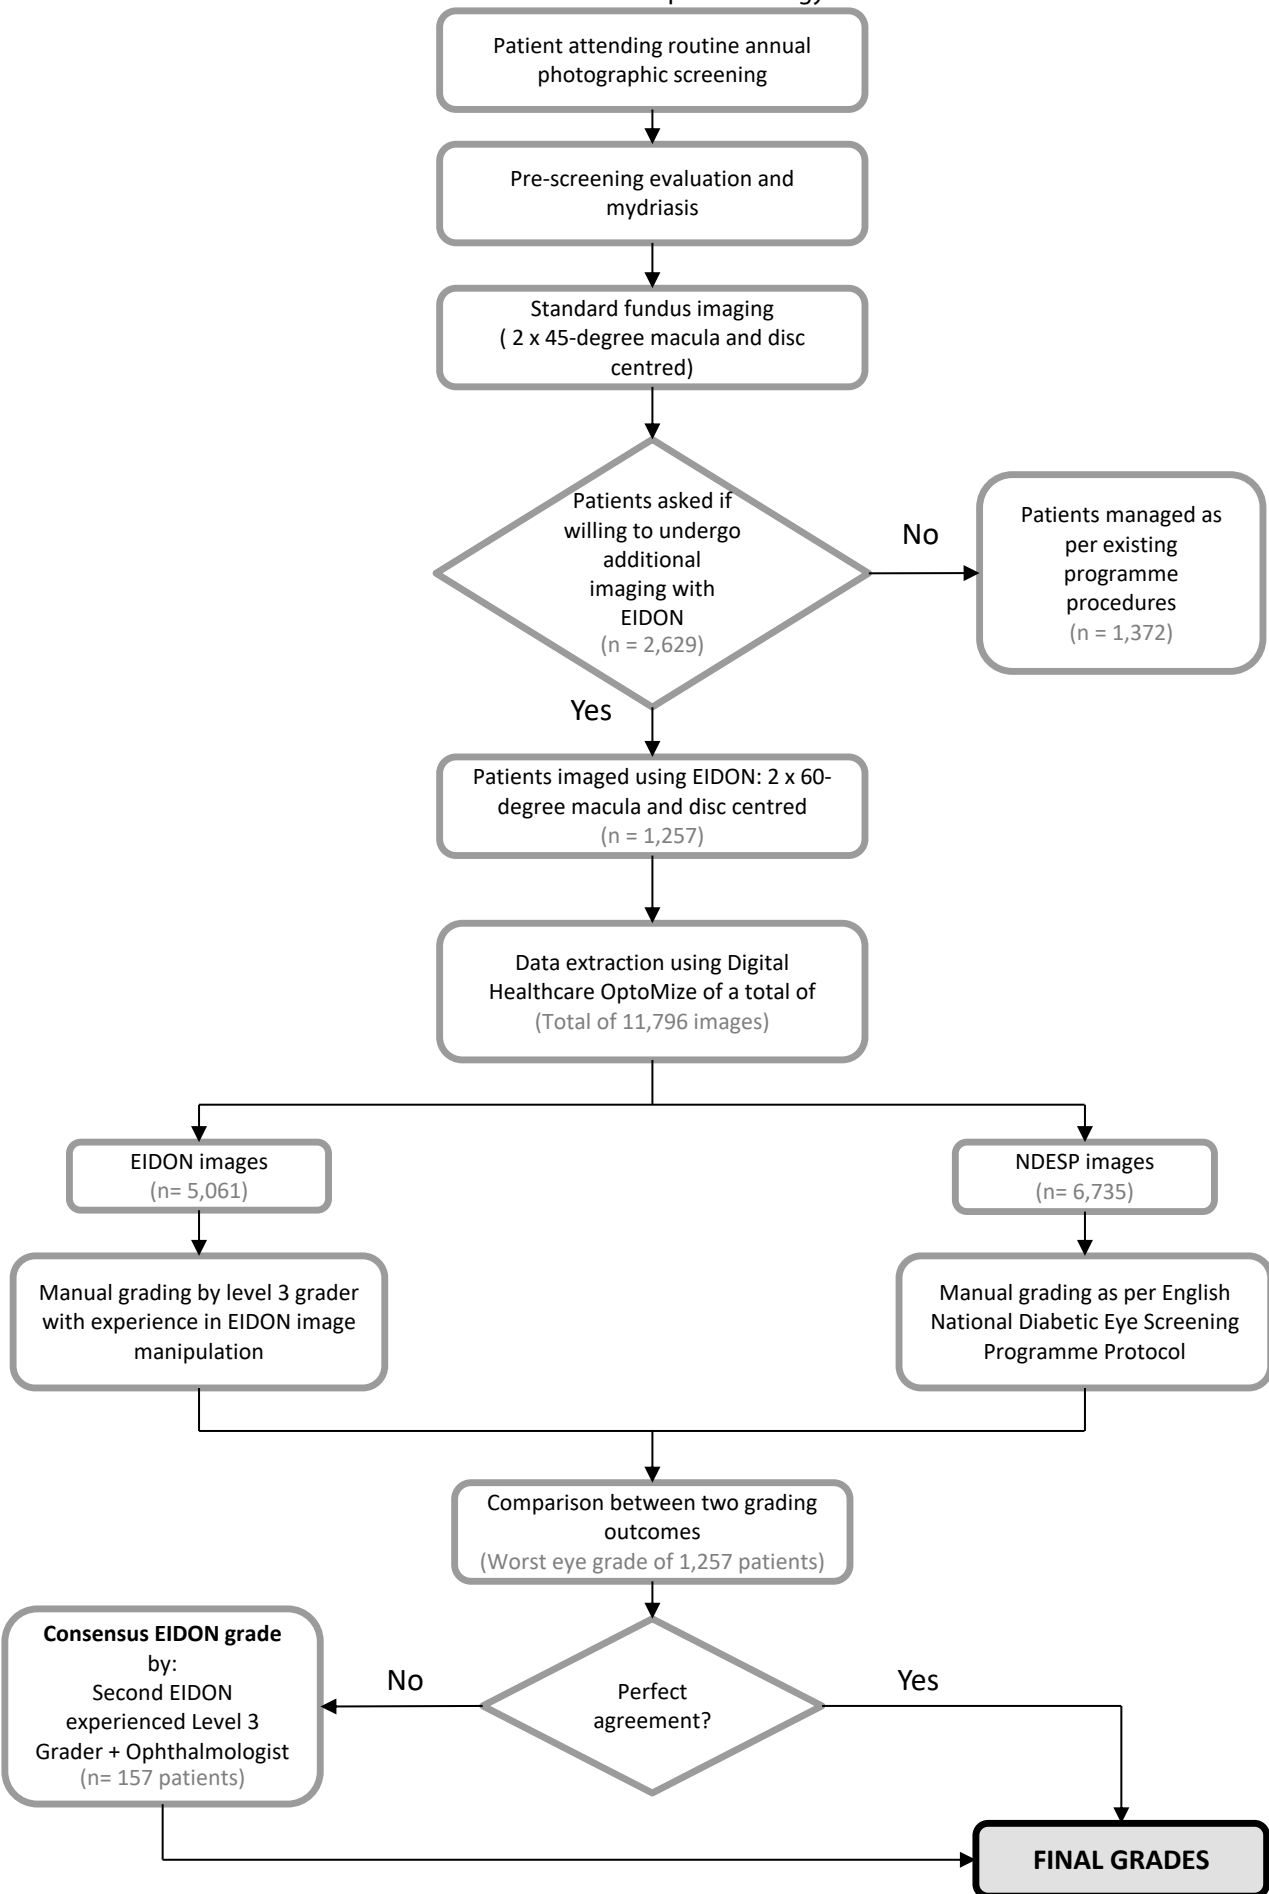 Patient attending routine annual
photographic screening
Pre-screening evaluation and
mydriasis
Standard fundus imaging
( 2 x 45-degree macula and disc
centred)
Patients asked if
willing to undergo
additional
imaging with
EIDON
(n = 2,629)
No
Patients managed as
per existing
programme
procedures
(n = 1,372)
Yes
Patients imaged using EIDON: 2 x 60-
degree macula and disc centred
(n = 1,257)
Data extraction using Digital
Healthcare OptoMize of a total of
(Total of 11,796 images)
EIDON images
(n= 5,061)
NDESP images
(n= 6,735)
Manual grading by level 3 grader
with experience in EIDON image
manipulation
Manual grading as per English
National Diabetic Eye Screening
Programme Protocol
Comparison between two grading
outcomes
(Worst eye grade of 1,257 patients)
Consensus EIDON grade
by:
Second EIDON
experienced Level 3
Grader + Ophthalmologist
(n= 157 patients)
No
Perfect
agreement?
Yes
FINAL GRADES